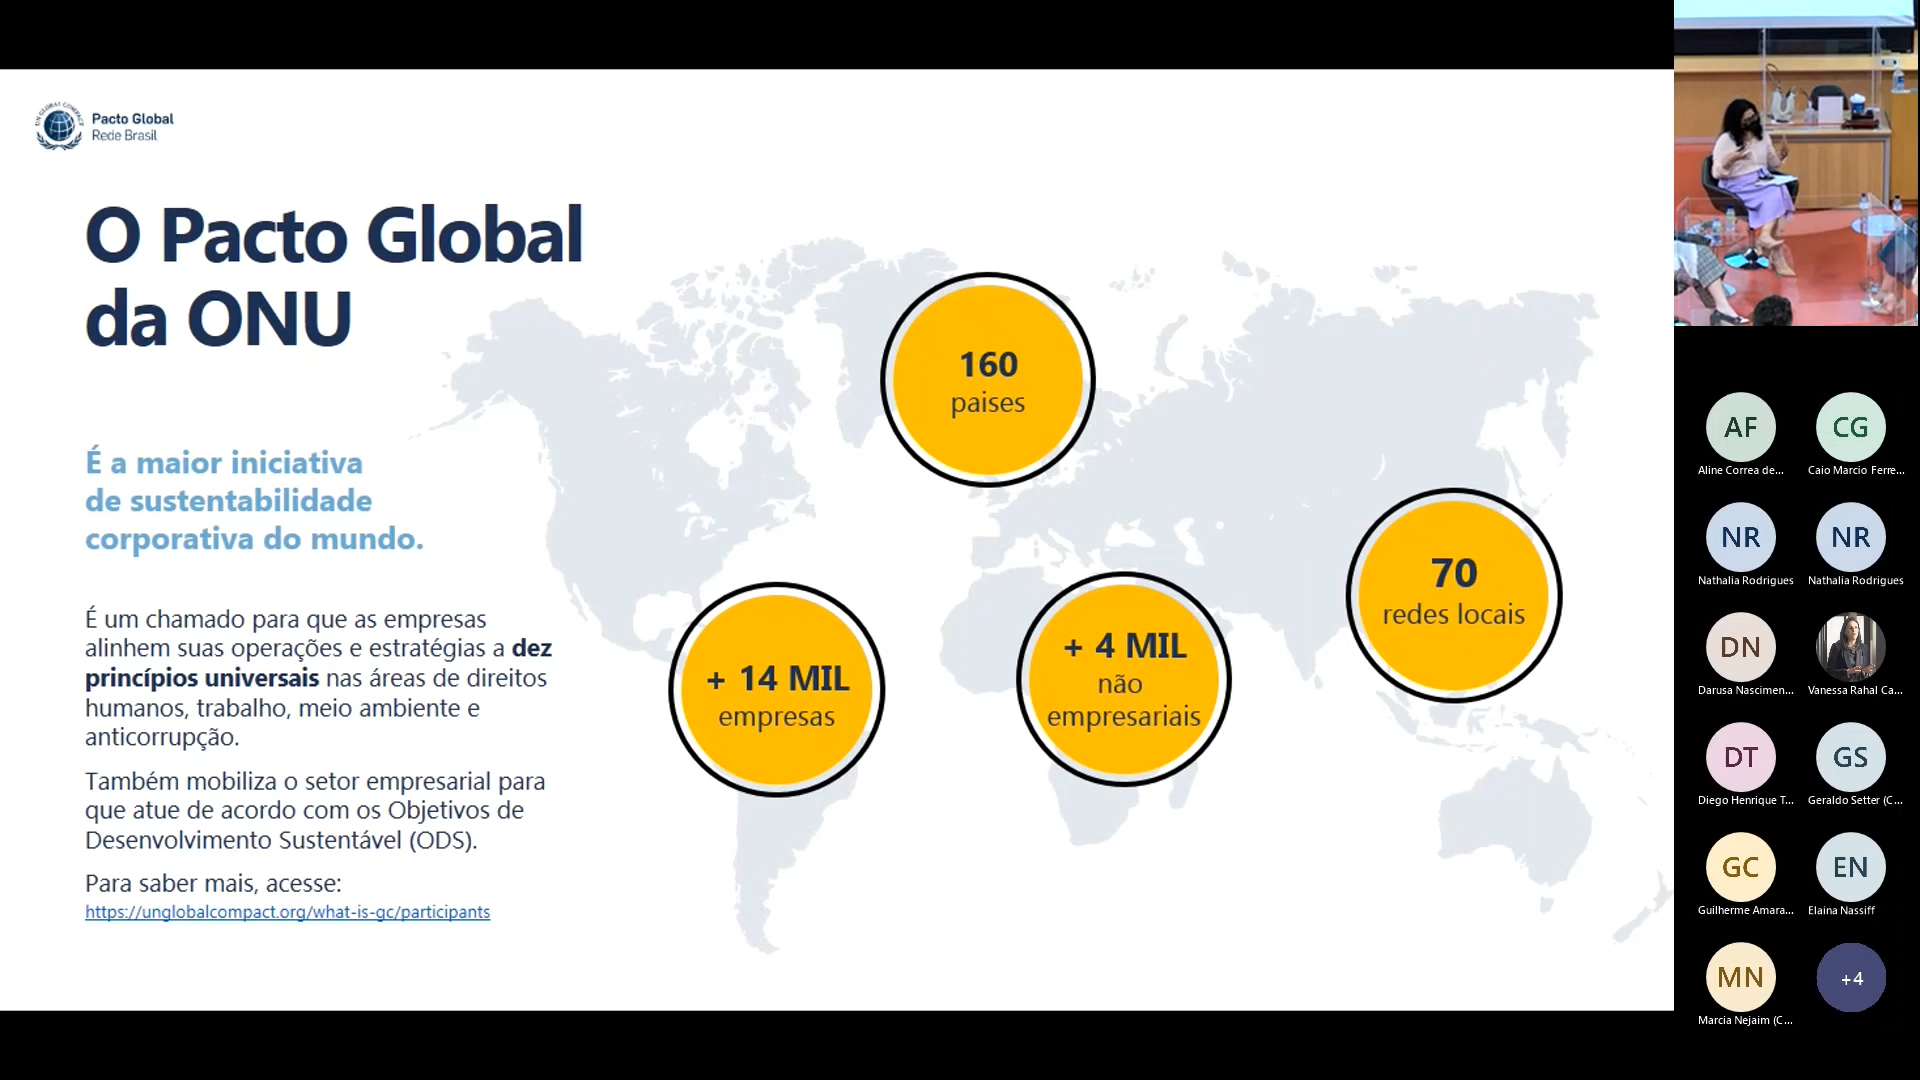 UN GLOBAL COMPACT
Pacto Global
Rede Brasil
O Pacto Global
da ONU
É a maior iniciativa
de sustentabilidade
corporativa do mundo.
É um chamado para que as empresas
alinhem suas operações e estratégias a dez
princípios universais nas áreas de direitos
humanos, trabalho, meio ambiente e
anticorrupção.
Também mobiliza o setor empresarial para
que atue de acordo com os Objetivos de
Desenvolvimento Sustentável (ODS).
Para saber mais, acesse:
https://unglobalcompact.org/what-is-gc/participants
160
paises
+ 14 MIL
empresas
+ 4 MIL
não
empresariais
70
redes locais
AF
Aline Correa de...
CG
Caio Marcio Ferre...
NR
Nathalia Rodrigues
NR
Nathalia Rodrigues
DN
Darusa Nascimen...
Vanessa Rahal Ca...
DT
Diego Henrique T...
GS
Geraldo Setter (C...
GC
Guilherme Amara...
EN
Elaina Nassiff
MN
Marcia Nejaim (C...
+4